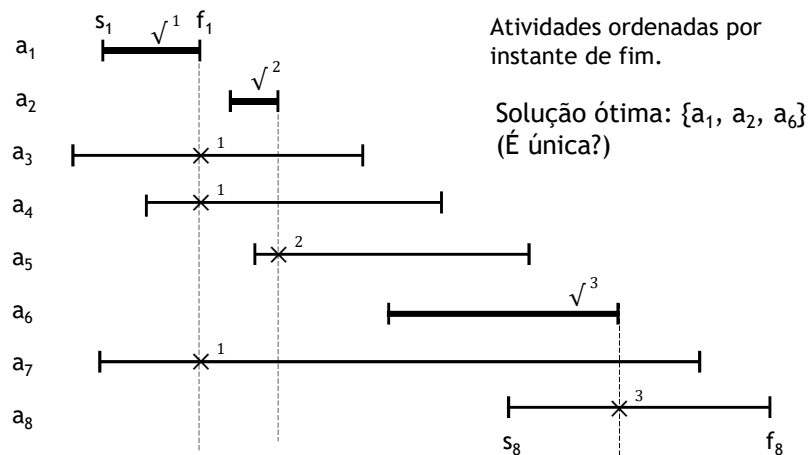 s₁ √¹ f₁
Atividades ordenadas por
instante de fim.
a₁
√²
a₂
Solução ótima: {a₁, a₂, a₆}
(É única?)
a₃ 1
a₄ 1
a₅ 2
√³
a₆
a₇ 1
a₈ 3
s₈ f₈